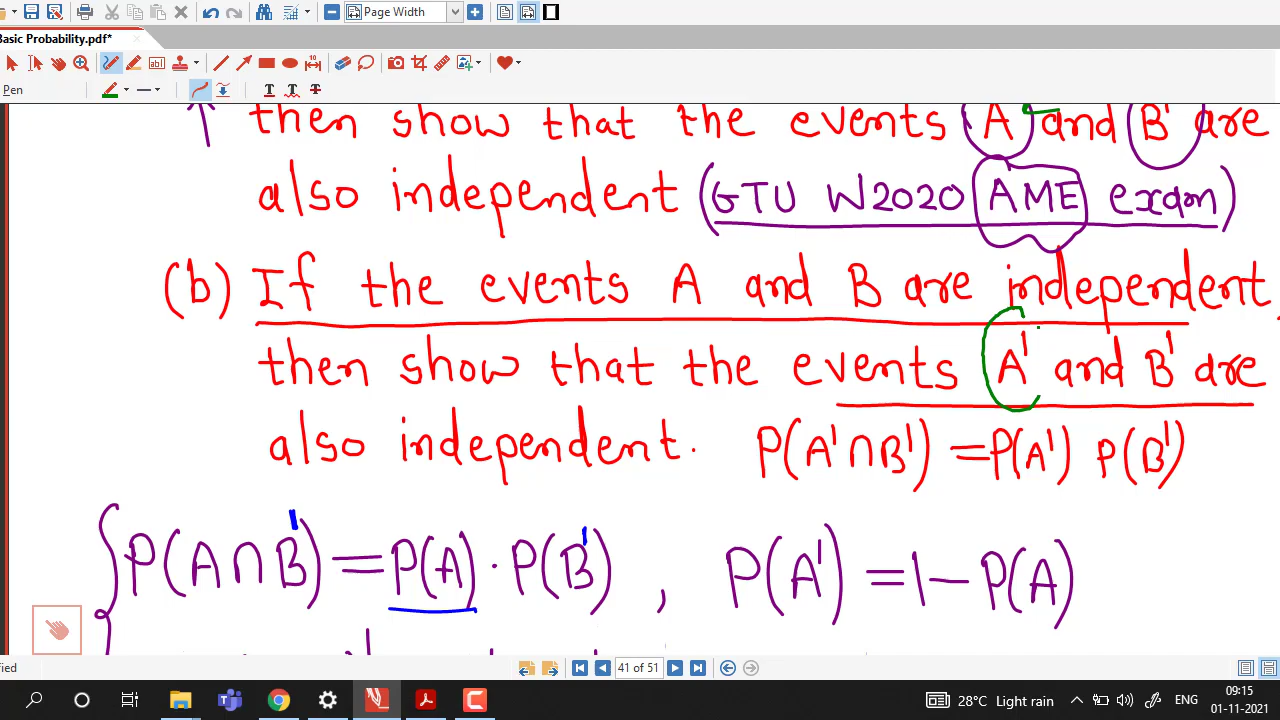 Page Width
Basic Probability.pdf*
Pen
then show that the events A and B' are
also independent (GTU W2020 AME exam)
(b) If the events A and B are independent,
then show that the events A' and B' are
also independent. P(A'∩B') = P(A') P(B')
P(A∩B') = P(A) · P(B') , P(A') = 1 − P(A)
41 of 51
28°C Light rain
ENG
09:15
01-11-2021